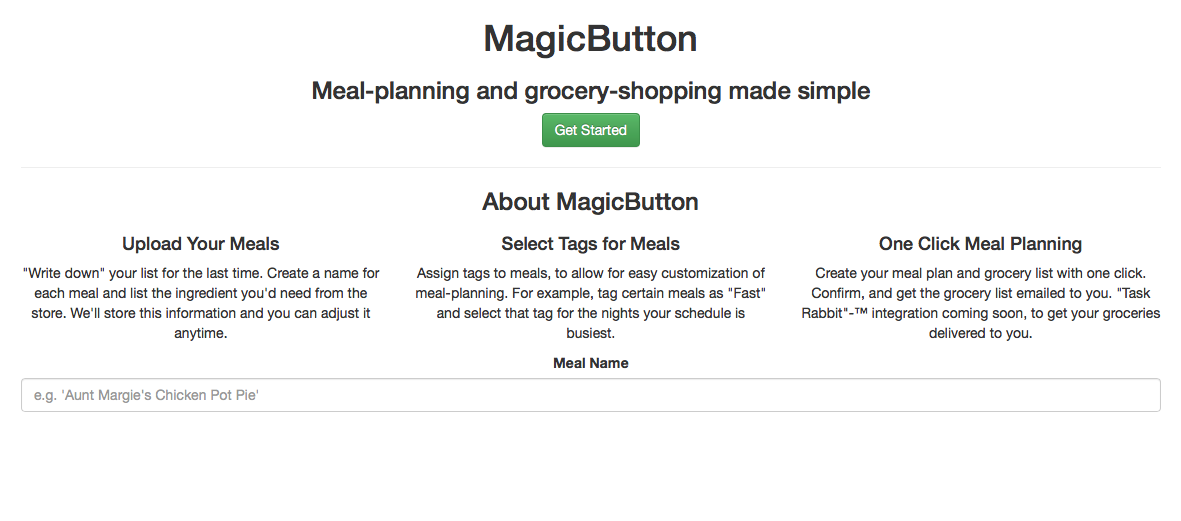 MagicButton
Meal-planning and grocery-shopping made simple
Get Started
About MagicButton
Upload Your Meals
"Write down" your list for the last time. Create a name for
each meal and list the ingredient you'd need from the
store. We'll store this information and you can adjust it
anytime.
Select Tags for Meals
Assign tags to meals, to allow for easy customization of
meal-planning. For example, tag certain meals as "Fast"
and select that tag for the nights your schedule is
busiest.
One Click Meal Planning
Create your meal plan and grocery list with one click.
Confirm, and get the grocery list emailed to you. "Task
Rabbit"-™ integration coming soon, to get your groceries
delivered to you.
Meal Name
e.g. 'Aunt Margie's Chicken Pot Pie'